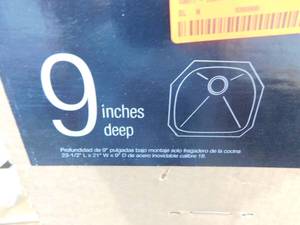 9 inches
deep
Profundidad de 9" pulgadas bajo montaje solo fregadero de la cocina
23-1/2" L x 21" W x 9" D de acero inoxidable calibre 18.